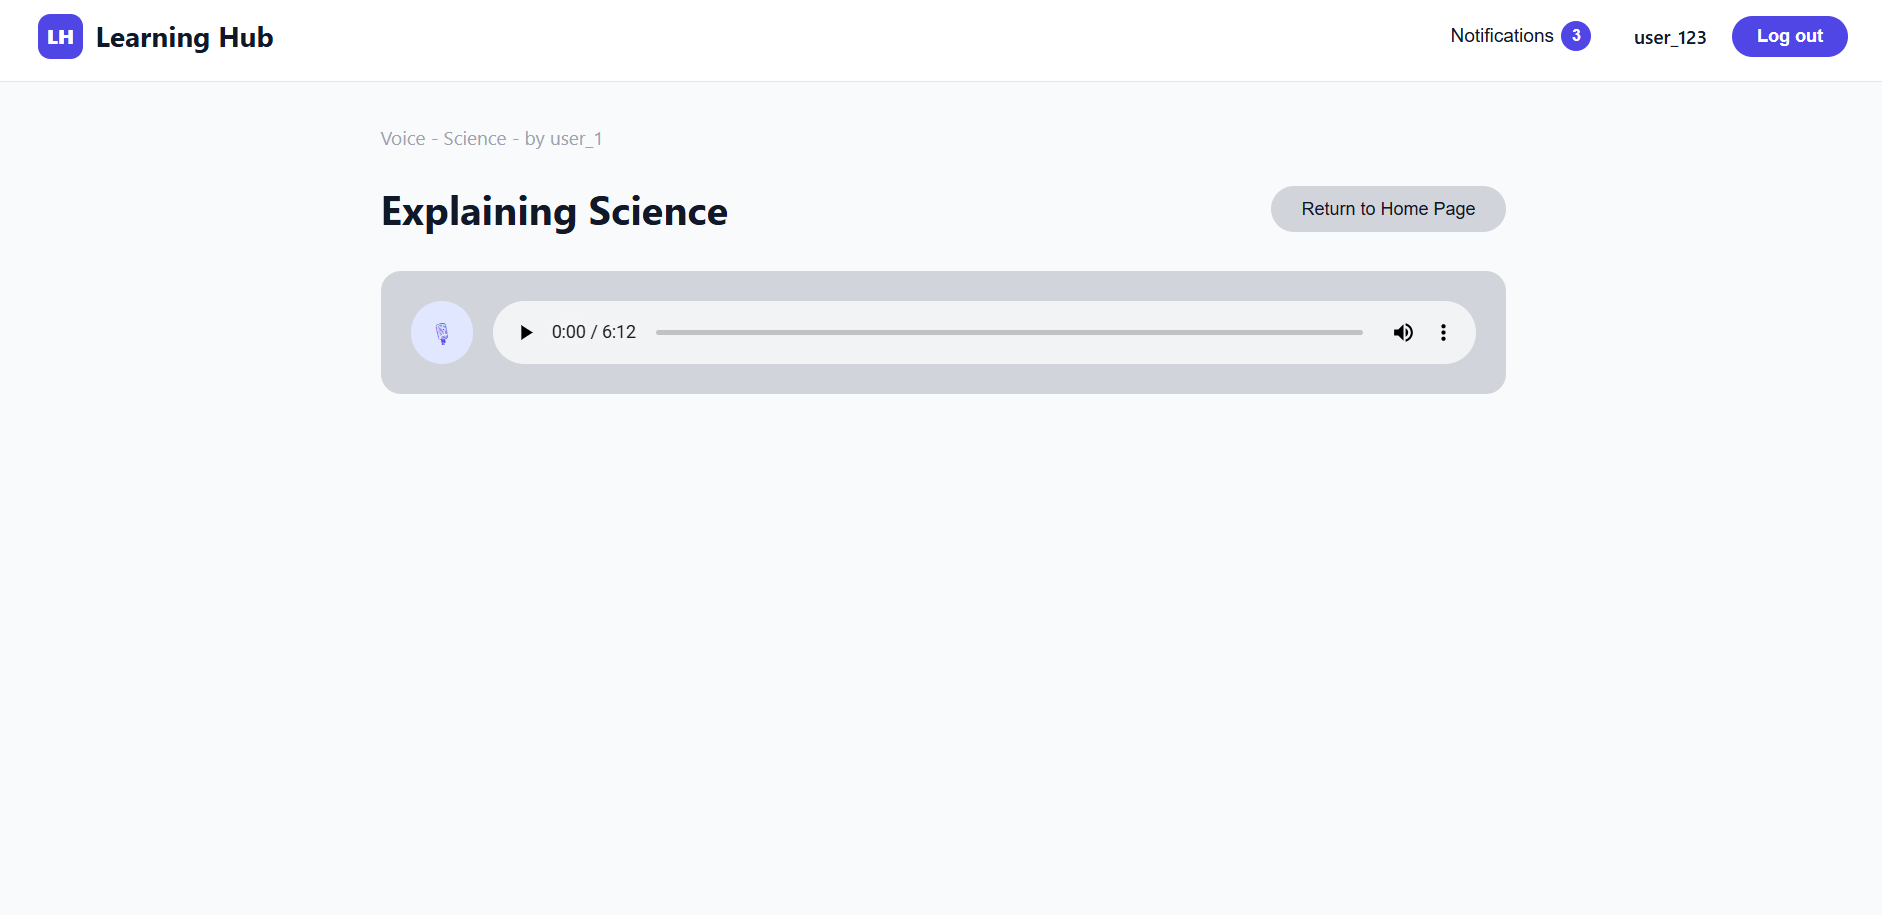 LH Learning Hub
Notifications 3 user_123 Log out
Voice - Science - by user_1
Explaining Science
Return to Home Page
0:00 / 6:12